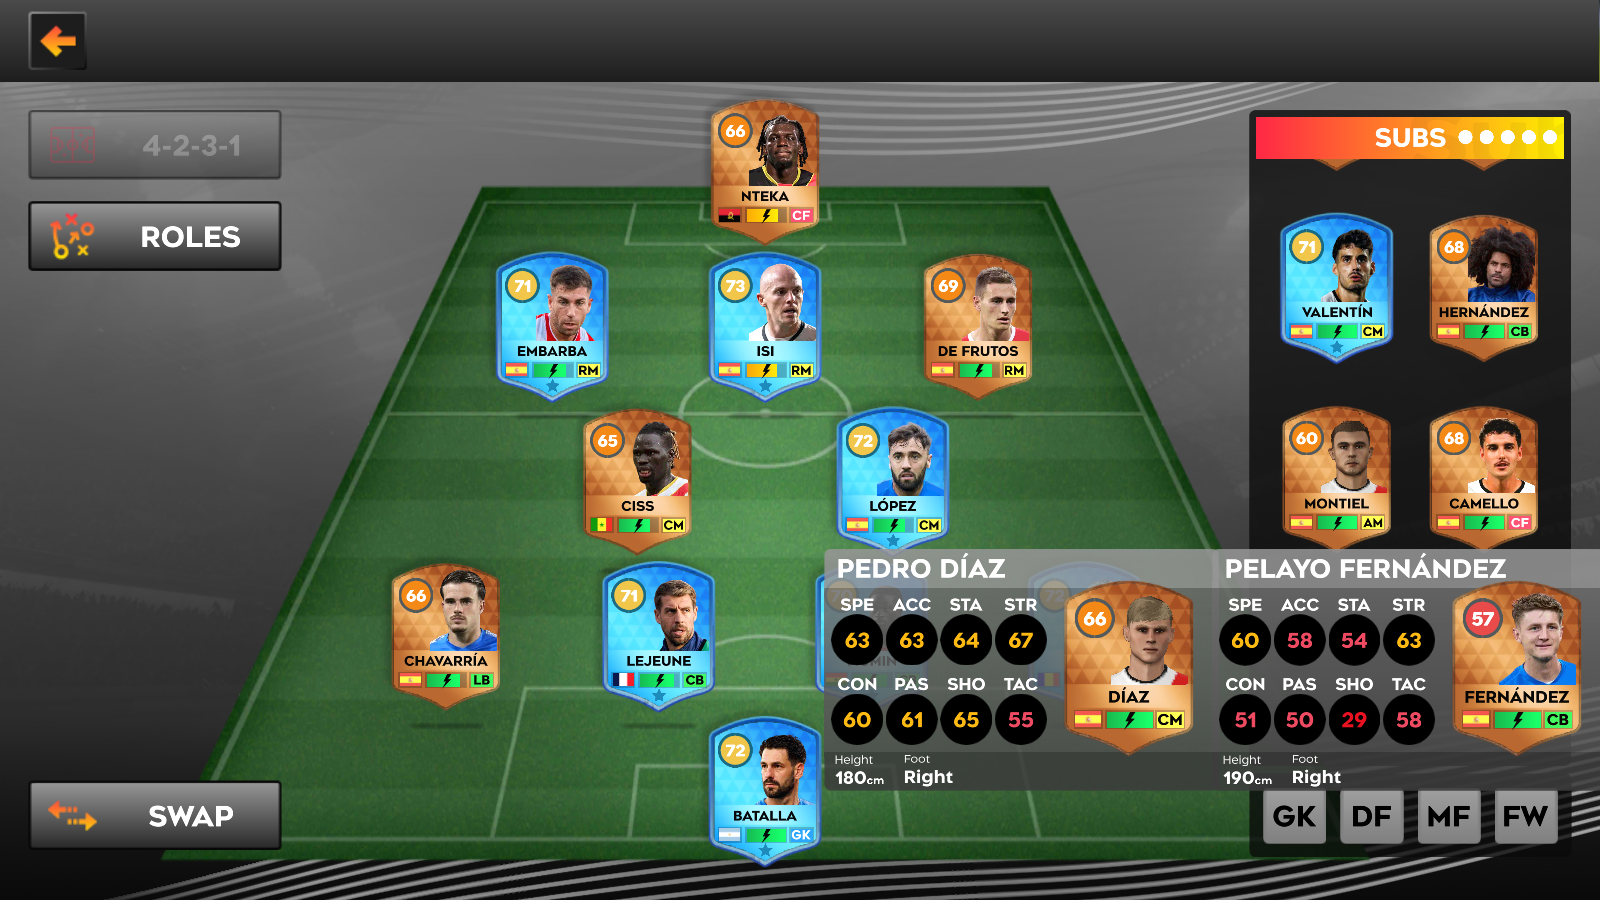 4-2-3-1
ROLES
SWAP
66
NTEKA
CF
71
EMBARBA
RM
73
ISI
RM
69
DE FRUTOS
RM
65
CISS
CM
72
LÓPEZ
CM
66
CHAVARRÍA
LB
71
LEJEUNE
CB
72
BATALLA
GK
SUBS
71
VALENTÍN
CM
68
HERNÁNDEZ
CB
60
MONTIEL
AM
68
CAMELLO
CF
PEDRO DÍAZ
SPE ACC STA STR
63 63 64 67
CON PAS SHO TAC
60 61 65 55
Height Foot
180cm Right
66
DÍAZ
CM
PELAYO FERNÁNDEZ
SPE ACC STA STR
60 58 54 63
CON PAS SHO TAC
51 50 29 58
Height Foot
190cm Right
57
FERNÁNDEZ
CB
72
GK DF MF FW